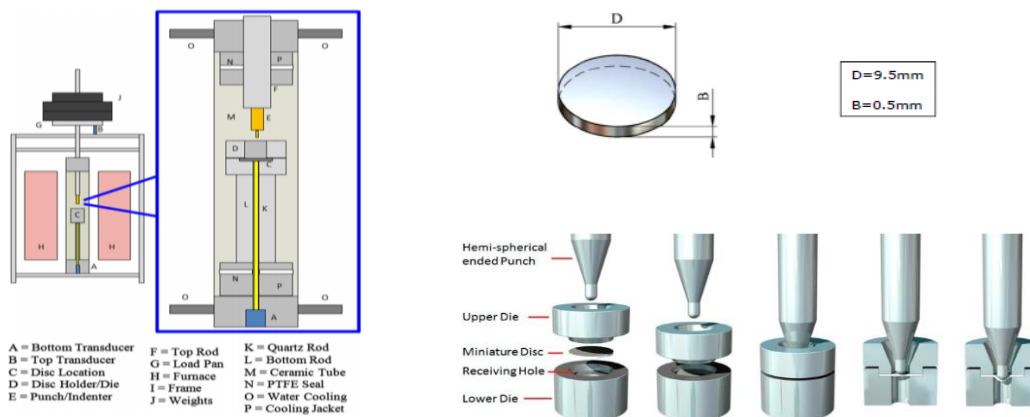 J
G
B
C
H
H
A
O
O
N
P
F
M
E
D
C
L
K
N
P
O
O
A
A = Bottom Transducer
B = Top Transducer
C = Disc Location
D = Disc Holder/Die
E = Punch/Indenter
F = Top Rod
G = Load Pan
H = Furnace
I = Frame
J = Weights
K = Quartz Rod
L = Bottom Rod
M = Ceramic Tube
N = PTFE Seal
O = Water Cooling
P = Cooling Jacket
D
B
D=9.5mm
B=0.5mm
Hemi-spherical
ended Punch
Upper Die
Miniature Disc
Receiving Hole
Lower Die